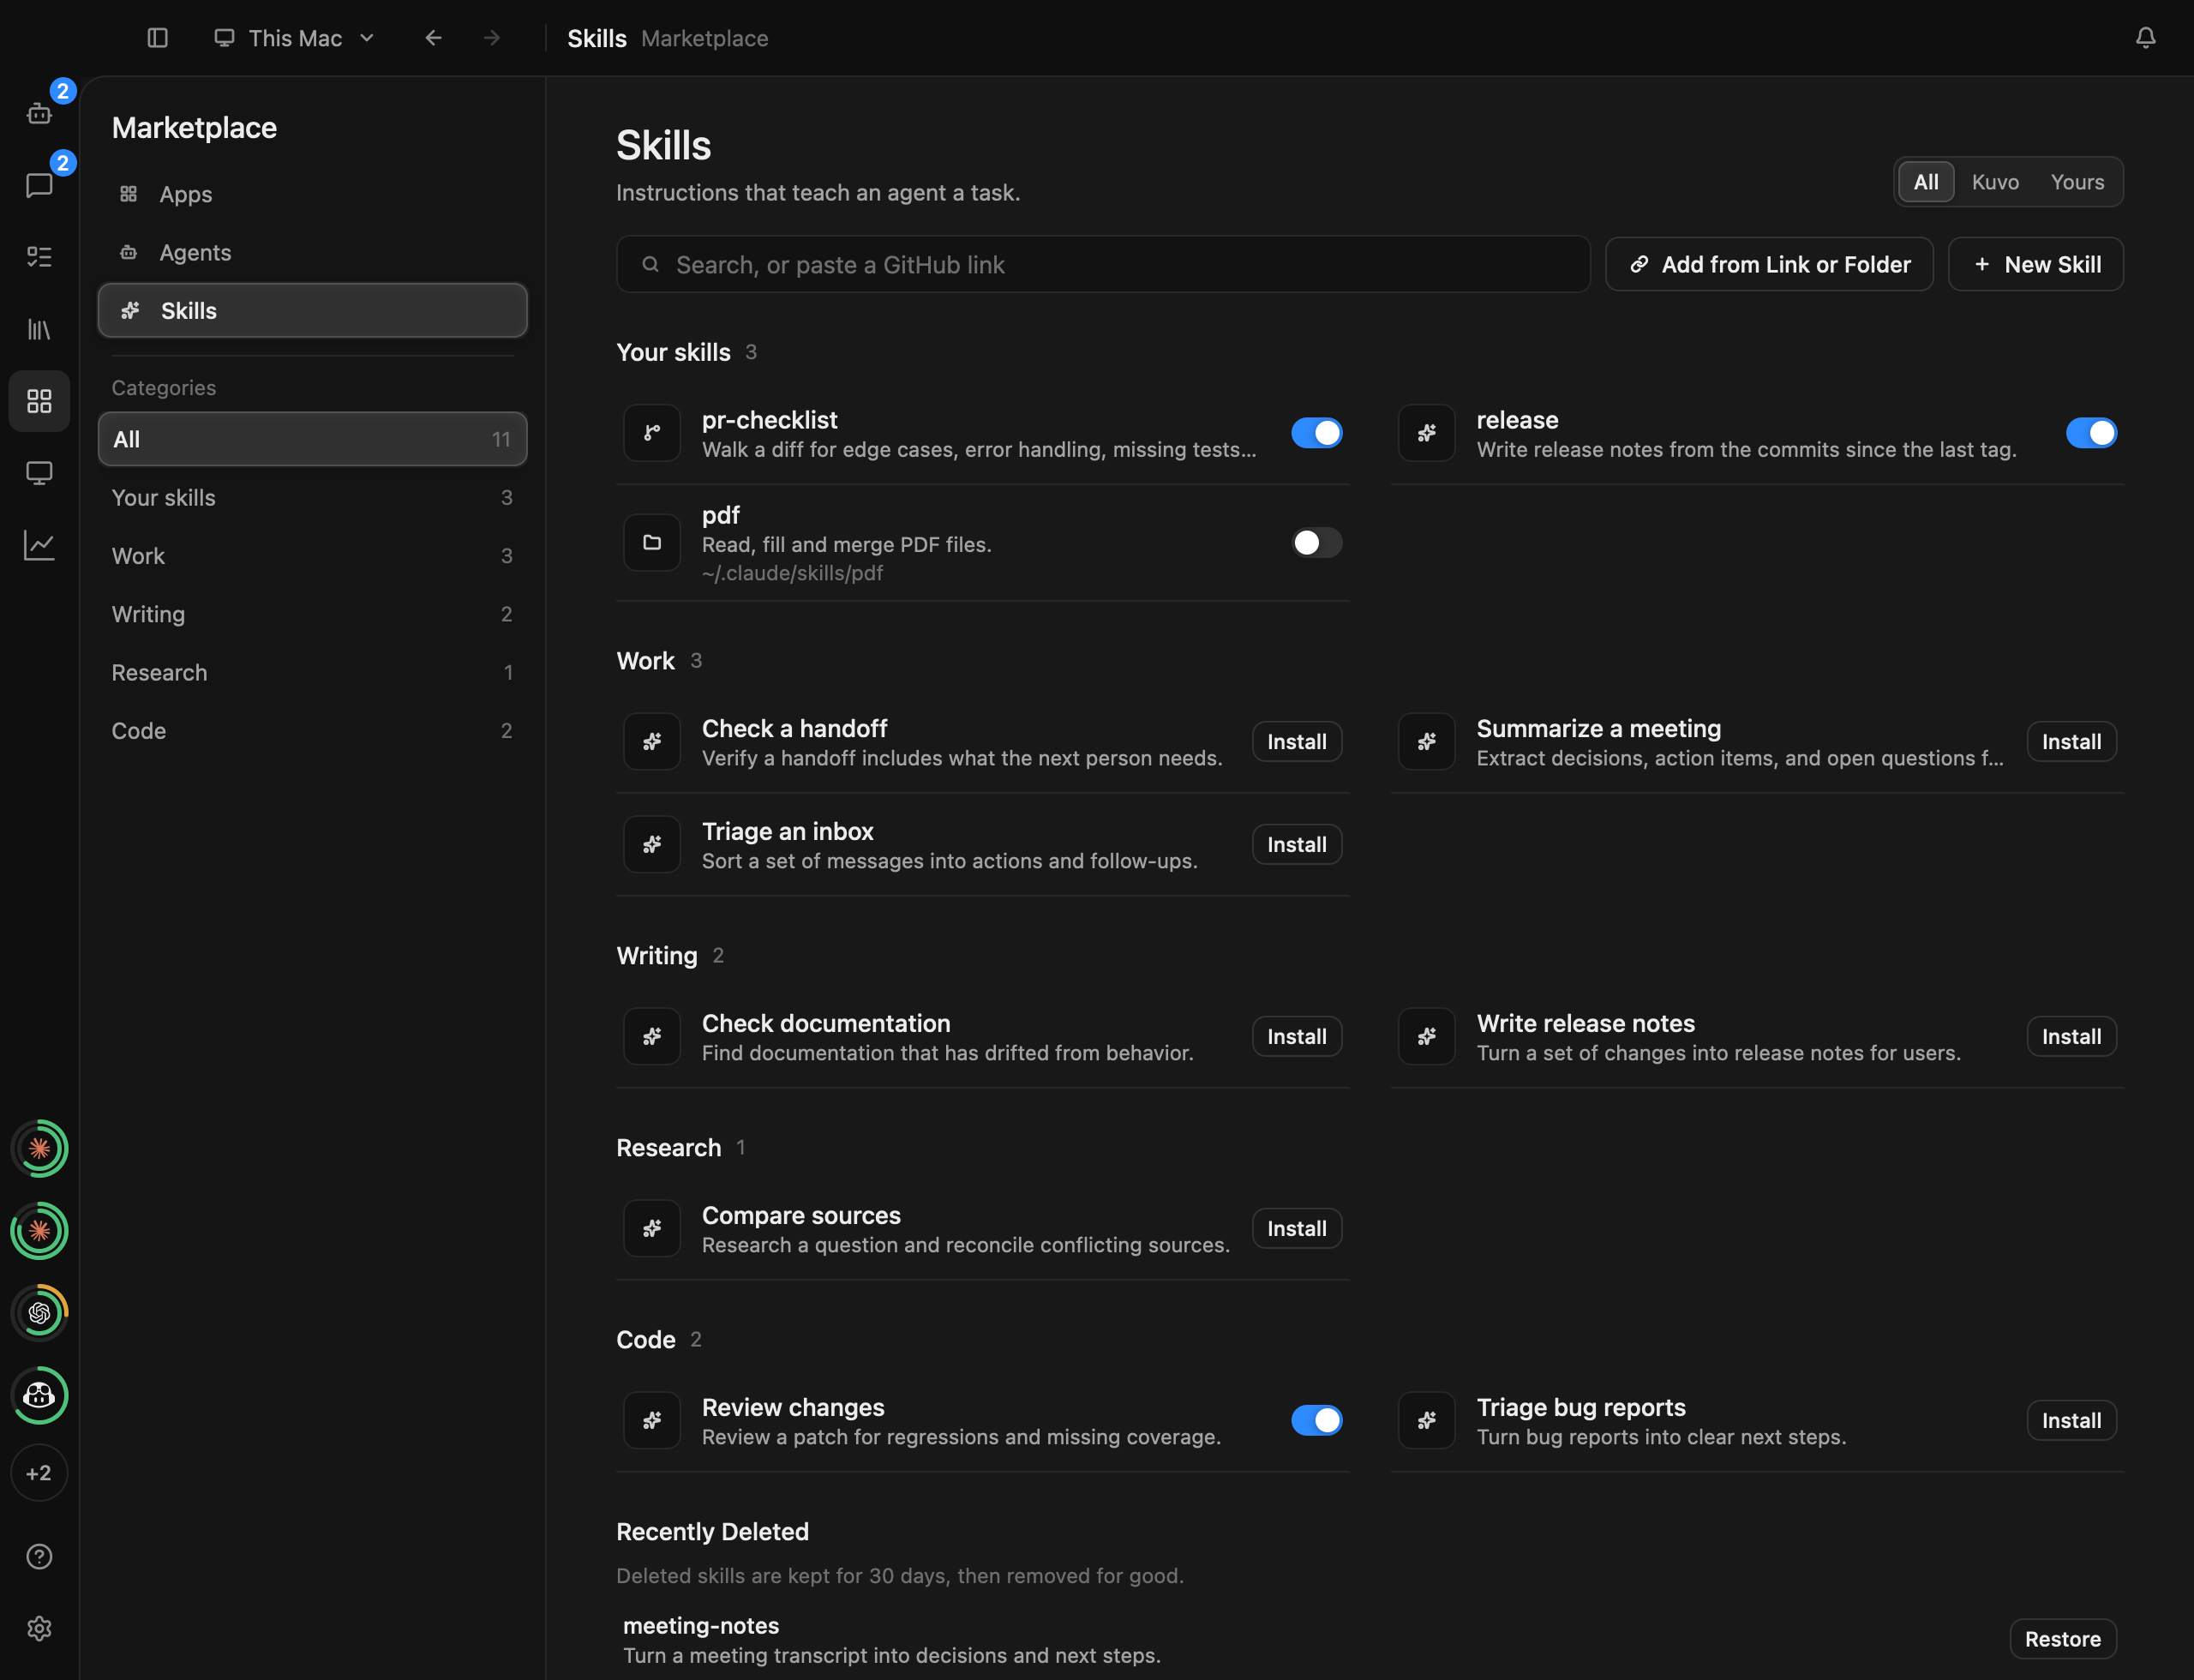 This Mac
Skills Marketplace
2
2
+2
Marketplace
Apps
Agents
Skills
Categories
All 11
Your skills 3
Work 3
Writing 2
Research 1
Code 2
Skills
Instructions that teach an agent a task.
All Kuvo Yours
Search, or paste a GitHub link
Add from Link or Folder
+ New Skill
Your skills 3
pr-checklist
Walk a diff for edge cases, error handling, missing tests...
release
Write release notes from the commits since the last tag.
pdf
Read, fill and merge PDF files.
~/.claude/skills/pdf
Work 3
Check a handoff
Verify a handoff includes what the next person needs.
Install
Summarize a meeting
Extract decisions, action items, and open questions f...
Install
Triage an inbox
Sort a set of messages into actions and follow-ups.
Install
Writing 2
Check documentation
Find documentation that has drifted from behavior.
Install
Write release notes
Turn a set of changes into release notes for users.
Install
Research 1
Compare sources
Research a question and reconcile conflicting sources.
Install
Code 2
Review changes
Review a patch for regressions and missing coverage.
Triage bug reports
Turn bug reports into clear next steps.
Install
Recently Deleted
Deleted skills are kept for 30 days, then removed for good.
meeting-notes
Turn a meeting transcript into decisions and next steps.
Restore